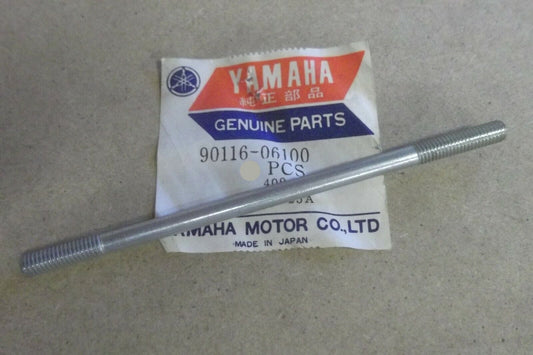 YAMAHA
純正部品
GENUINE PARTS
90116-06100
PCS
YAMAHA MOTOR CO.,LTD
MADE IN JAPAN